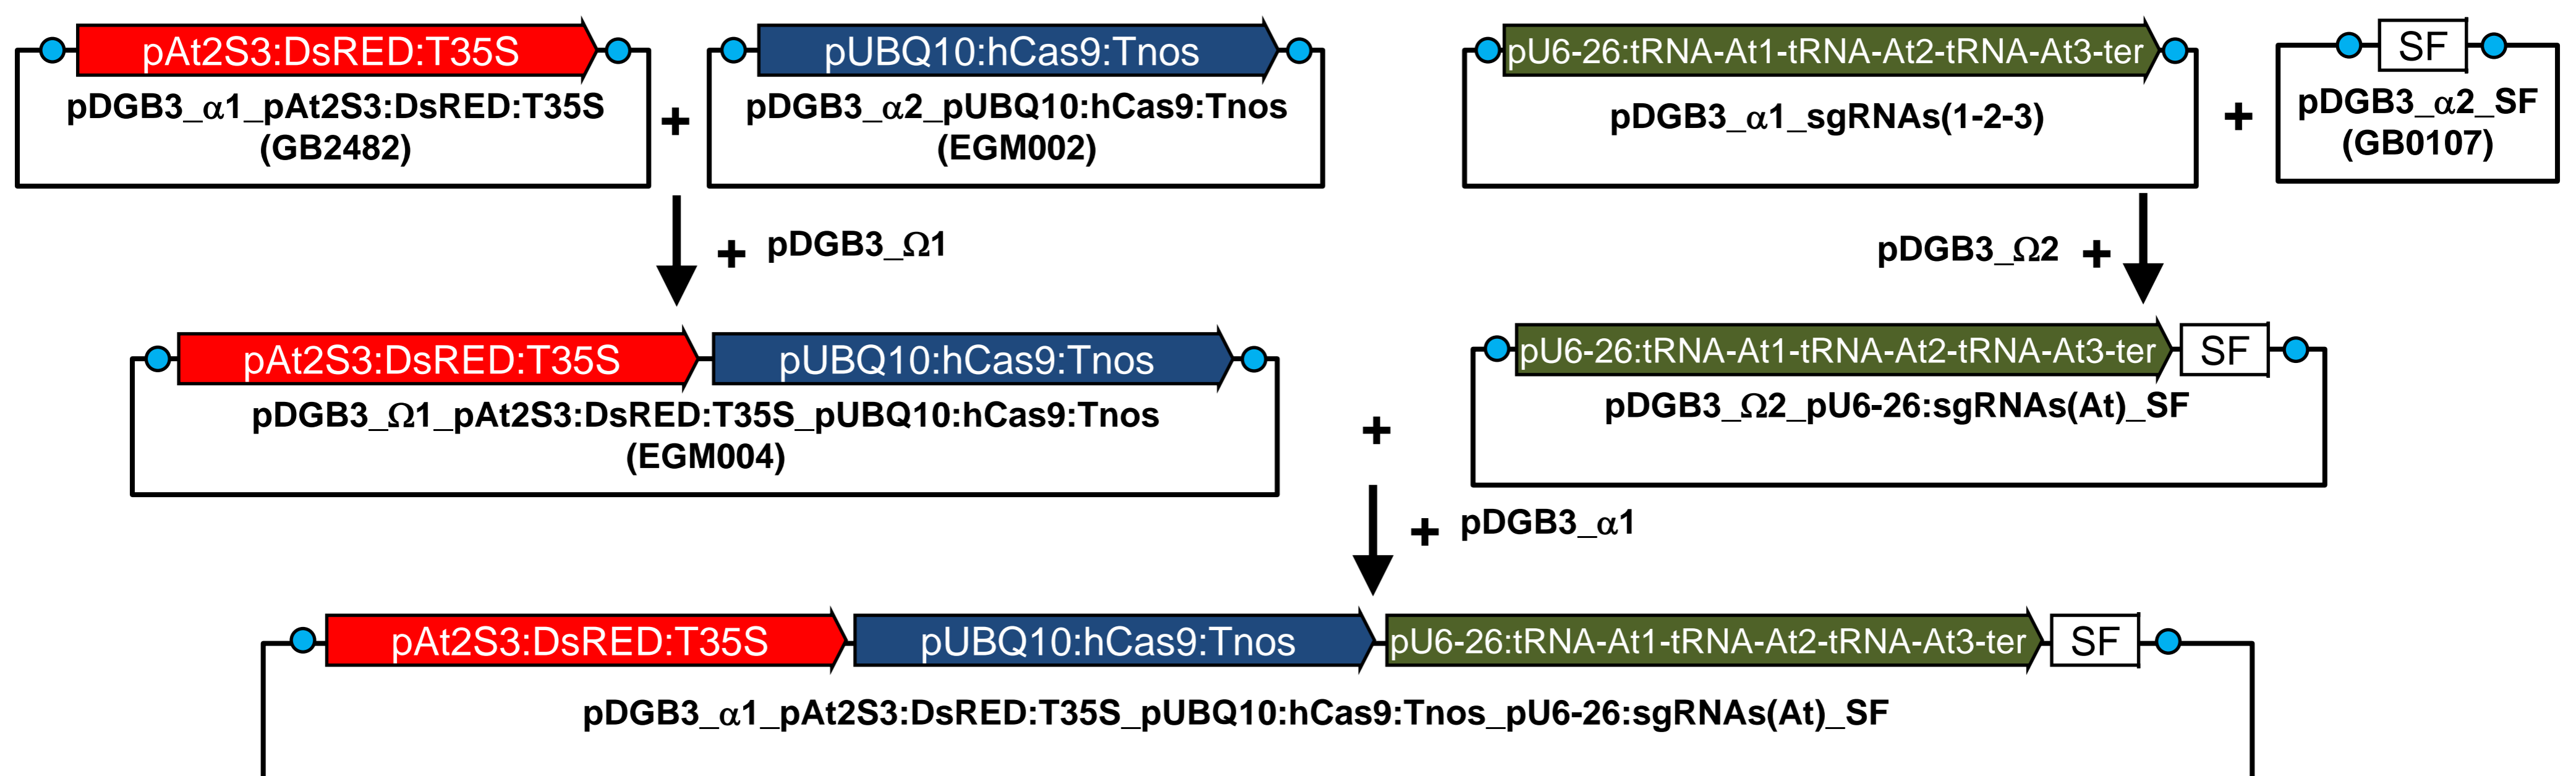 pAt2S3:DsRED:T35S
pDGB3_α1_pAt2S3:DsRED:T35S
(GB2482)
+
pUBQ10:hCas9:Tnos
pDGB3_α2_pUBQ10:hCas9:Tnos
(EGM002)
pU6-26:tRNA-At1-tRNA-At2-tRNA-At3-ter
pDGB3_α1_sgRNAs(1-2-3)
+
SF
pDGB3_α2_SF
(GB0107)
+ pDGB3_Ω1
pDGB3_Ω2 +
pAt2S3:DsRED:T35S
pUBQ10:hCas9:Tnos
pDGB3_Ω1_pAt2S3:DsRED:T35S_pUBQ10:hCas9:Tnos
(EGM004)
+
pU6-26:tRNA-At1-tRNA-At2-tRNA-At3-ter
SF
pDGB3_Ω2_pU6-26:sgRNAs(At)_SF
+ pDGB3_α1
pAt2S3:DsRED:T35S
pUBQ10:hCas9:Tnos
pU6-26:tRNA-At1-tRNA-At2-tRNA-At3-ter
SF
pDGB3_α1_pAt2S3:DsRED:T35S_pUBQ10:hCas9:Tnos_pU6-26:sgRNAs(At)_SF